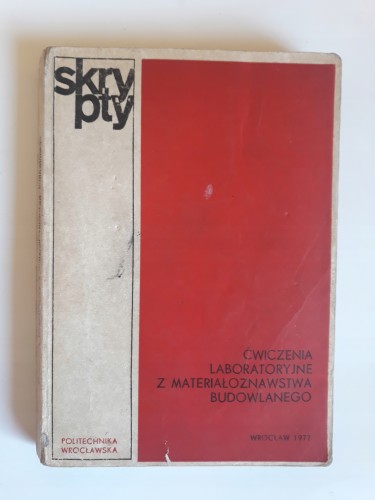 skry
pty
ĆWICZENIA
LABORATORYJNE
Z MATERIAŁOZNAWSTWA
BUDOWLANEGO
POLITECHNIKA
WROCŁAWSKA
WROCŁAW